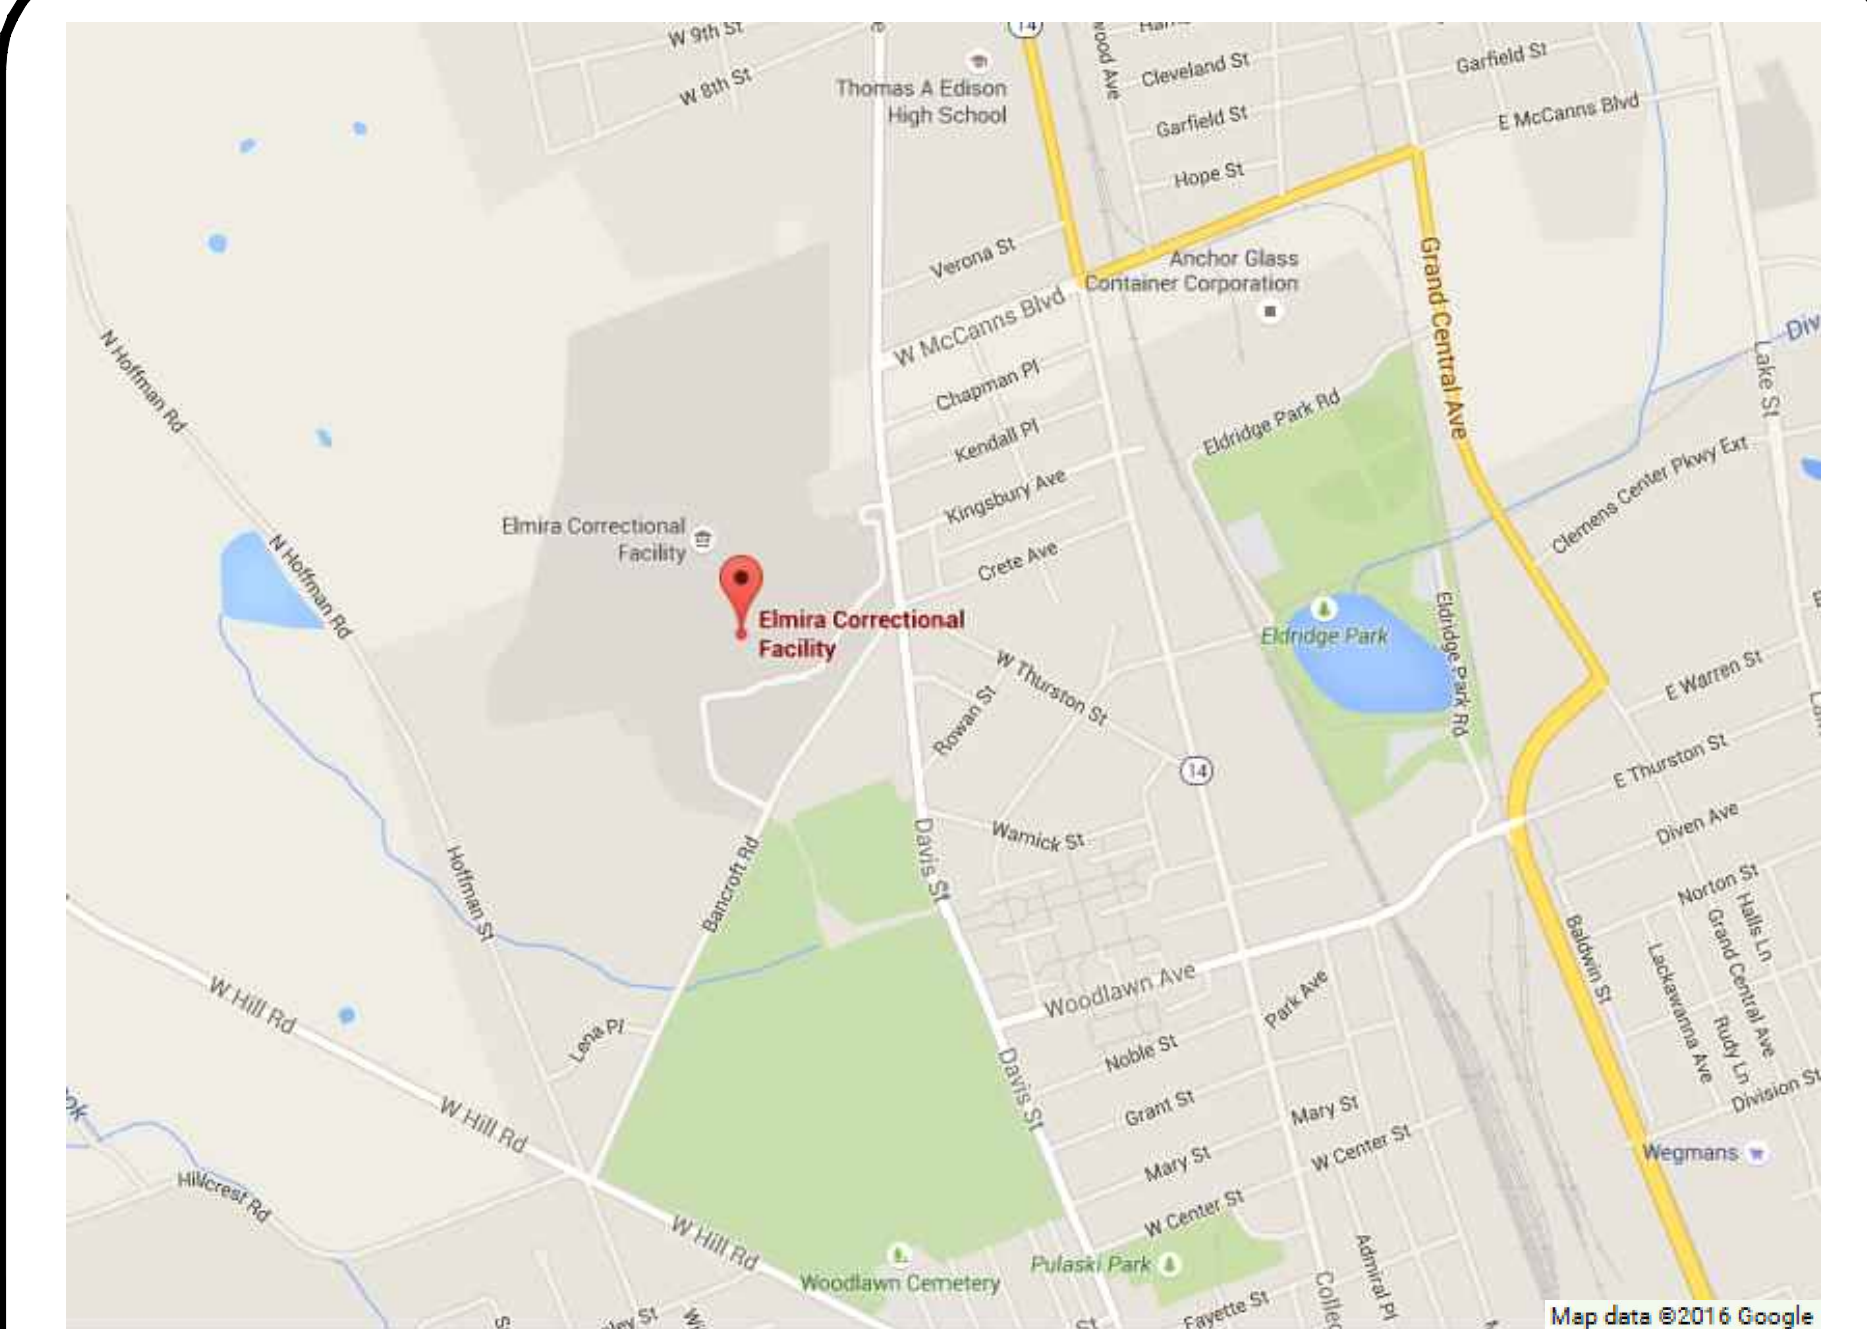 14
W 9th St
Garfield St
Cleveland St
W 8th St
Thomas A Edison
High School
E McCanns Blvd
Garfield St
Hope St
Verona St
Anchor Glass
Container Corporation
W McCanns Blvd
Grand Central Ave
N Hoffman Rd
Lake St
Chapman Pl
Eldridge Park Rd
Kendall Pl
Clemens Center Pkwy Ext
Kingsbury Ave
Elmira Correctional
Facility
N Hoffman Rd
Crete Ave
Elmira Correctional
Facility
Eldridge Park
Eldridge Park Rd
W Thurston St
E Warren St
Rowan St
14
E Thurston St
Diven Ave
Warnick St
Davis St
Bancroft Rd
Hoffman St
Norton St
Halls Ln
Grand Central Ave
Baldwin St
Lackawanna Ave
W Hill Rd
Woodlawn Ave
Park Ave
Lena Pl
Rudy Ln
Noble St
Davis St
Division St
Grant St
Mary St
W Hill Rd
W Center St
Mary St
Wegmans
Hillcrest Rd
W Center St
W Hill Rd
Pulaski Park
Admiral Pl
Woodlawn Cemetery
Fayette St
Map data ©2016 Google